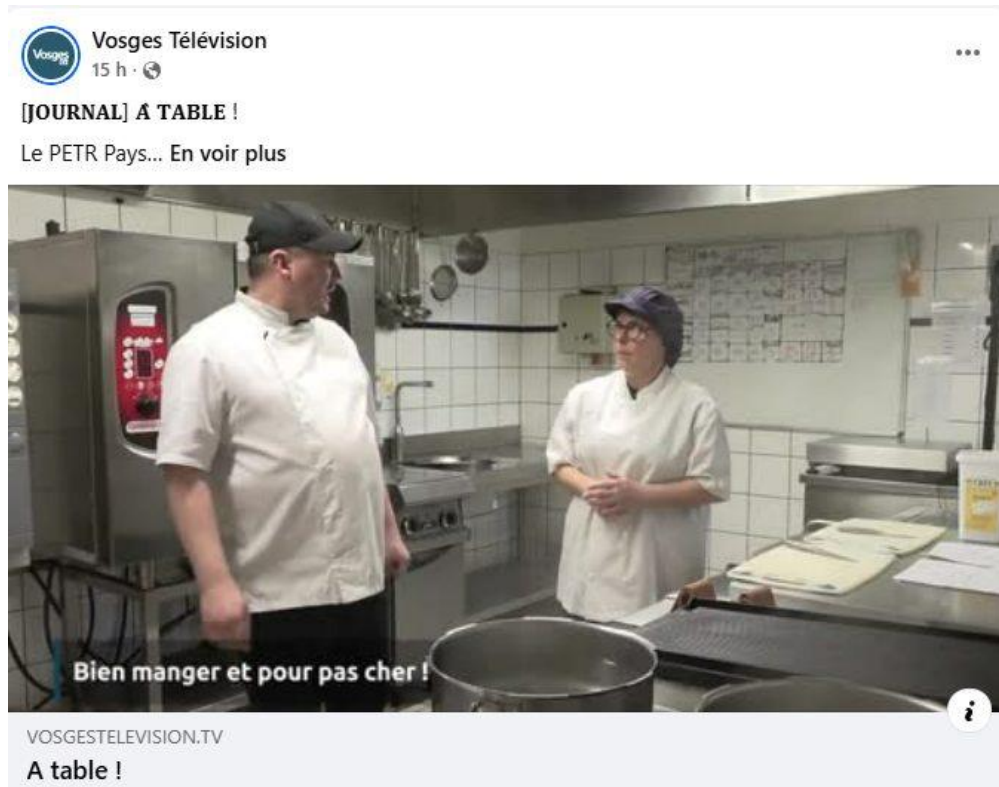 Vosges
Vosges Télévision
15 h ·
[JOURNAL] À TABLE !
Le PETR Pays... En voir plus
Bien manger et pour pas cher !
VOSGESTELEVISION.TV
A table !